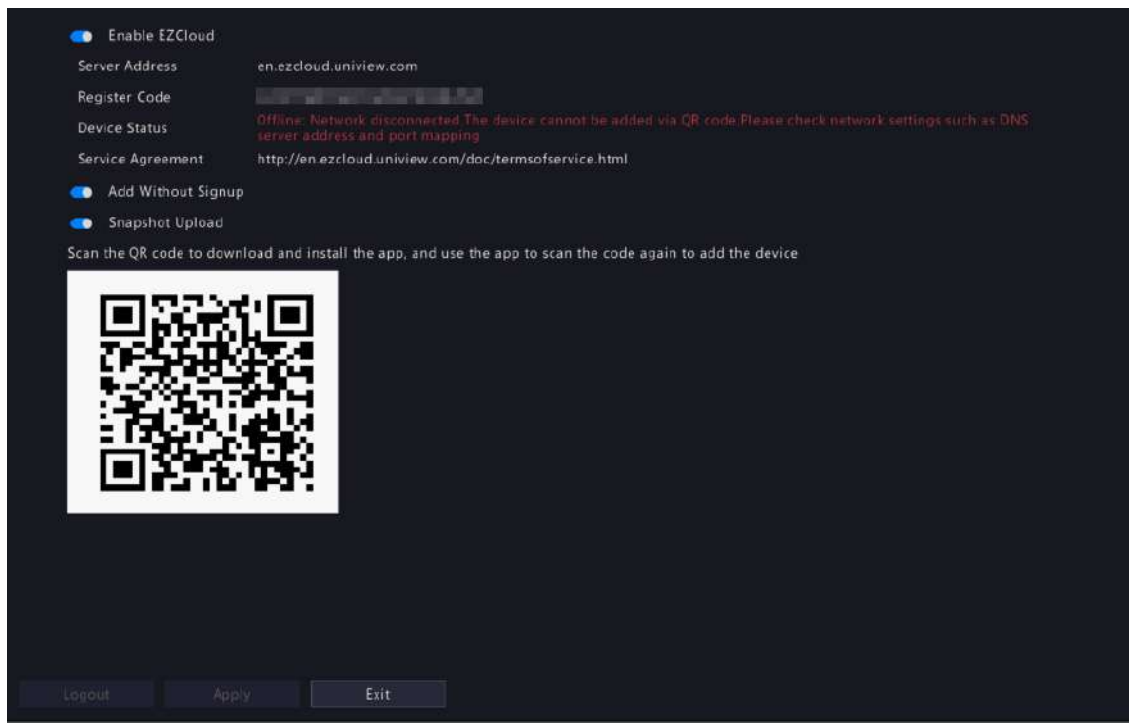 Enable EZCloud
Server Address en.ezcloud.uniview.com
Register Code
Device Status Offline: Network disconnected.The device cannot be added via QR code,Please check network settings such as DNS
server address and port mapping
Service Agreement http://en.ezcloud.uniview.com/doc/termsofservice.html
Add Without Signup
Snapshot Upload
Scan the QR code to download and install the app, and use the app to scan the code again to add the device
Logout Apply Exit